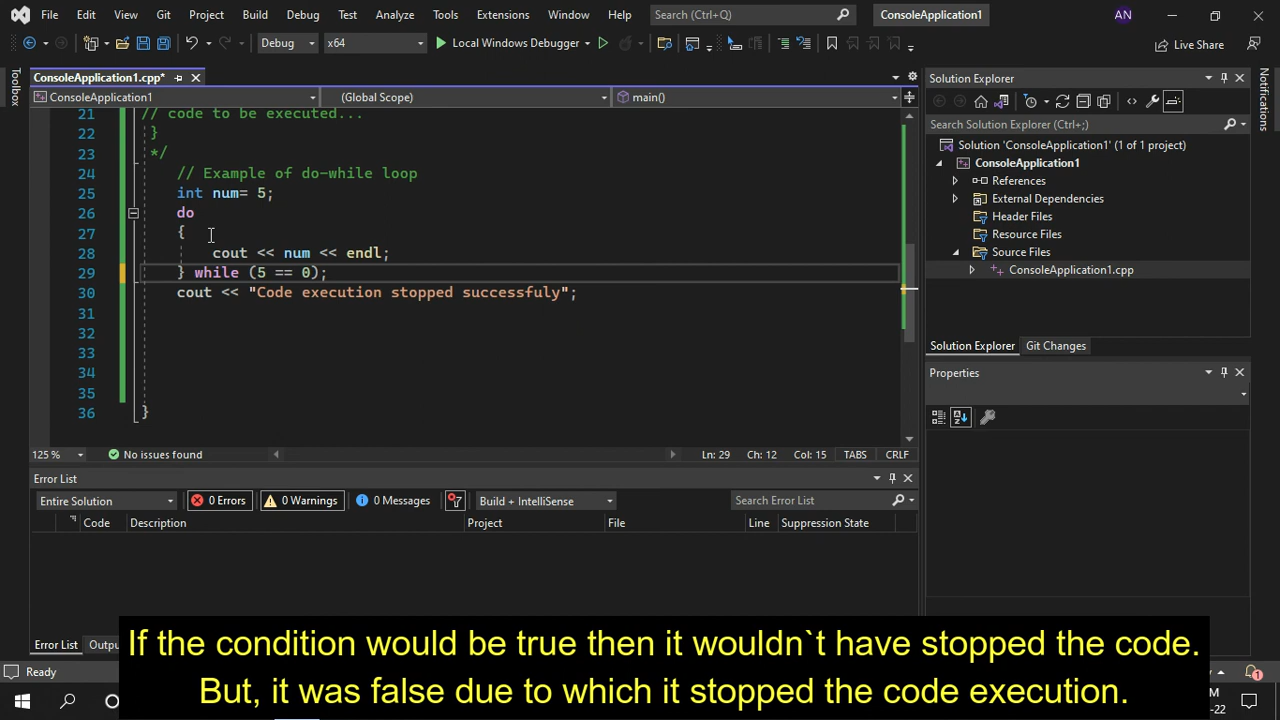 File Edit View Git Project Build Debug Test Analyze Tools Extensions Window Help Search (Ctrl+Q) ConsoleApplication1 AN
Debug x64 Local Windows Debugger Live Share
Toolbox
ConsoleApplication1.cpp*
ConsoleApplication1 (Global Scope) main()
21 // code to be executed...
22 }
23 */
24 // Example of do-while loop
25 int num= 5;
26 do
27 {
28 cout << num << endl;
29 } while (5 == 0);
30 cout << "Code execution stopped successfuly";
31
32
33
34
35
36 }
125 % No issues found Ln: 29 Ch: 12 Col: 15 TABS CRLF
Error List
Entire Solution 0 Errors 0 Warnings 0 Messages Build + IntelliSense Search Error List
Code Description Project File Line Suppression State
Error List Outpu
Ready
Solution Explorer
Search Solution Explorer (Ctrl+;)
Solution 'ConsoleApplication1' (1 of 1 project)
ConsoleApplication1
References
External Dependencies
Header Files
Resource Files
Source Files
ConsoleApplication1.cpp
Solution Explorer Git Changes
Properties
Notifications
If the condition would be true then it wouldn`t have stopped the code.
But, it was false due to which it stopped the code execution.
1
M
-22